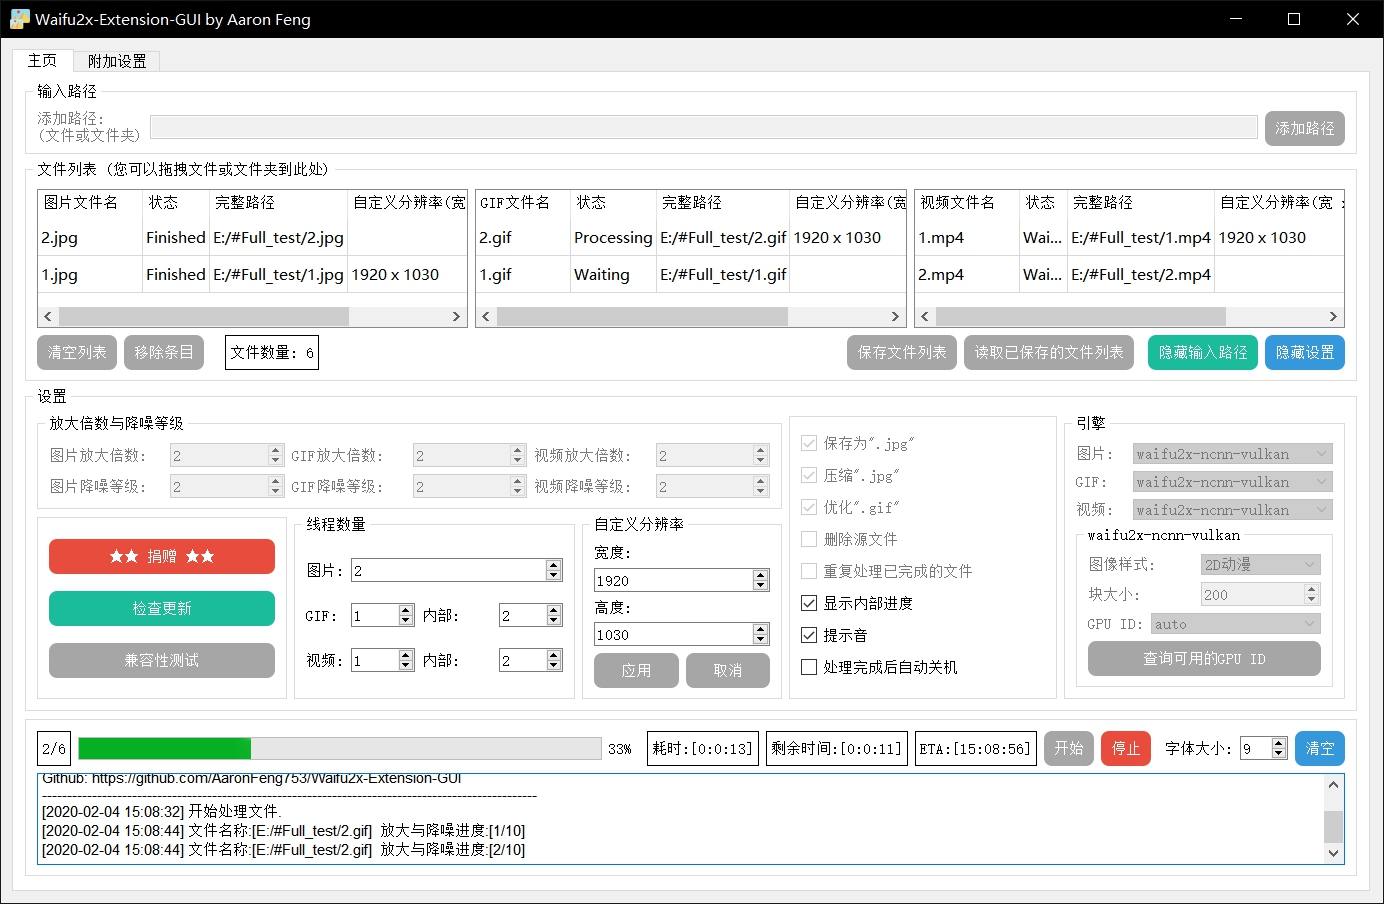 Waifu2x-Extension-GUI by Aaron Feng
主页 附加设置
输入路径
添加路径:
(文件或文件夹)
添加路径
文件列表 (您可以拖拽文件或文件夹到此处)
图片文件名 状态 完整路径 自定义分辨率(宽
2.jpg Finished E:/#Full_test/2.jpg
1.jpg Finished E:/#Full_test/1.jpg 1920 x 1030
GIF文件名 状态 完整路径 自定义分辨率(宽
2.gif Processing E:/#Full_test/2.gif 1920 x 1030
1.gif Waiting E:/#Full_test/1.gif
视频文件名 状态 完整路径 自定义分辨率(宽 :
1.mp4 Wai... E:/#Full_test/1.mp4 1920 x 1030
2.mp4 Wai... E:/#Full_test/2.mp4
清空列表 移除条目 文件数量: 6 保存文件列表 读取已保存的文件列表 隐藏输入路径 隐藏设置
设置
放大倍数与降噪等级
图片放大倍数: 2 GIF放大倍数: 2 视频放大倍数: 2
图片降噪等级: 2 GIF降噪等级: 2 视频降噪等级: 2
★★ 捐赠 ★★
检查更新
兼容性测试
线程数量
图片: 2
GIF: 1 内部: 2
视频: 1 内部: 2
自定义分辨率
宽度:
1920
高度:
1030
应用 取消
保存为".jpg"
压缩".jpg"
优化".gif"
删除源文件
重复处理已完成的文件
显示内部进度
提示音
处理完成后自动关机
引擎
图片: waifu2x-ncnn-vulkan
GIF: waifu2x-ncnn-vulkan
视频: waifu2x-ncnn-vulkan
waifu2x-ncnn-vulkan
图像样式: 2D动漫
块大小: 200
GPU ID: auto
查询可用的GPU ID
2/6 33% 耗时:[0:0:13] 剩余时间:[0:0:11] ETA:[15:08:56] 开始 停止 字体大小: 9 清空
Github: https://github.com/AaronFeng753/Waifu2x-Extension-GUI
---------------------------------------------------------------------------------------------------
[2020-02-04 15:08:32] 开始处理文件.
[2020-02-04 15:08:44] 文件名称:[E:/#Full_test/2.gif] 放大与降噪进度:[1/10]
[2020-02-04 15:08:44] 文件名称:[E:/#Full_test/2.gif] 放大与降噪进度:[2/10]